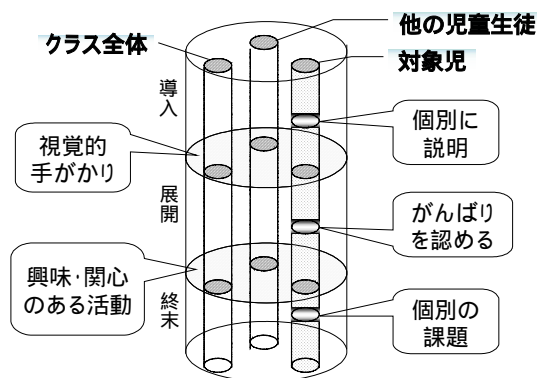 クラス全体
他の児童生徒
対象児
導入
個別に
説明
視覚的
手がかり
展開
がんばり
を認める
興味・関心
のある活動
終末
個別の
課題